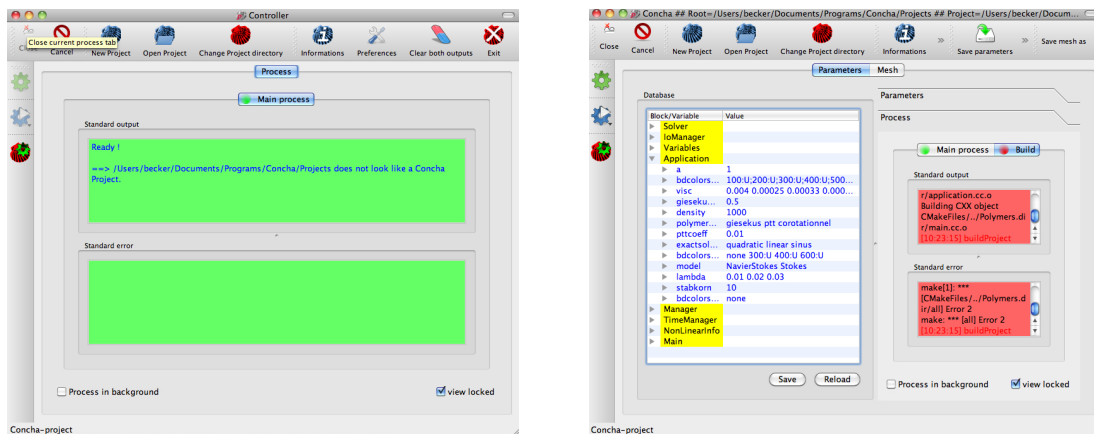 Controller
Close
Close current process tab
Cancel
New Project
Open Project
Change Project directory
Informations
Preferences
Clear both outputs
Exit
Process
Main process
Standard output
Ready !
==> /Users/becker/Documents/Programs/Concha/Projects does not look like a Concha
Project.
Standard error
Process in background
view locked
Concha-project
Concha ## Root=/Users/becker/Documents/Programs/Concha/Projects ## Project=/Users/becker/Docum...
Close
Cancel
New Project
Open Project
Change Project directory
Informations
»
Save parameters
»
Save mesh as
Parameters
Mesh
Database
Block/Variable Value
Solver
IoManager
Variables
Application
a 1
bdcolors... 100:U;200:U;300:U;400:U;500...
visc 0.004 0.00025 0.00033 0.000...
gieseku... 0.5
density 1000
polymer... giesekus ptt corotationnel
pttcoeff 0.01
exactsol... quadratic linear sinus
bdcolors... none 300:U 400:U 600:U
model NavierStokes Stokes
lambda 0.01 0.02 0.03
stabkorn 10
bdcolors... none
Manager
TimeManager
NonLinearInfo
Main
Save
Reload
Parameters
Process
Main process
Build
Standard output
r/application.cc.o
Building CXX object
CMakeFiles/../Polymers.di
r/main.cc.o
[10:23:15] buildProject
Standard error
make[1]: ***
[CMakeFiles/../Polymers.d
ir/all] Error 2
make: *** [all] Error 2
[10:23:15] buildProject
Process in background
view locked
Concha-project